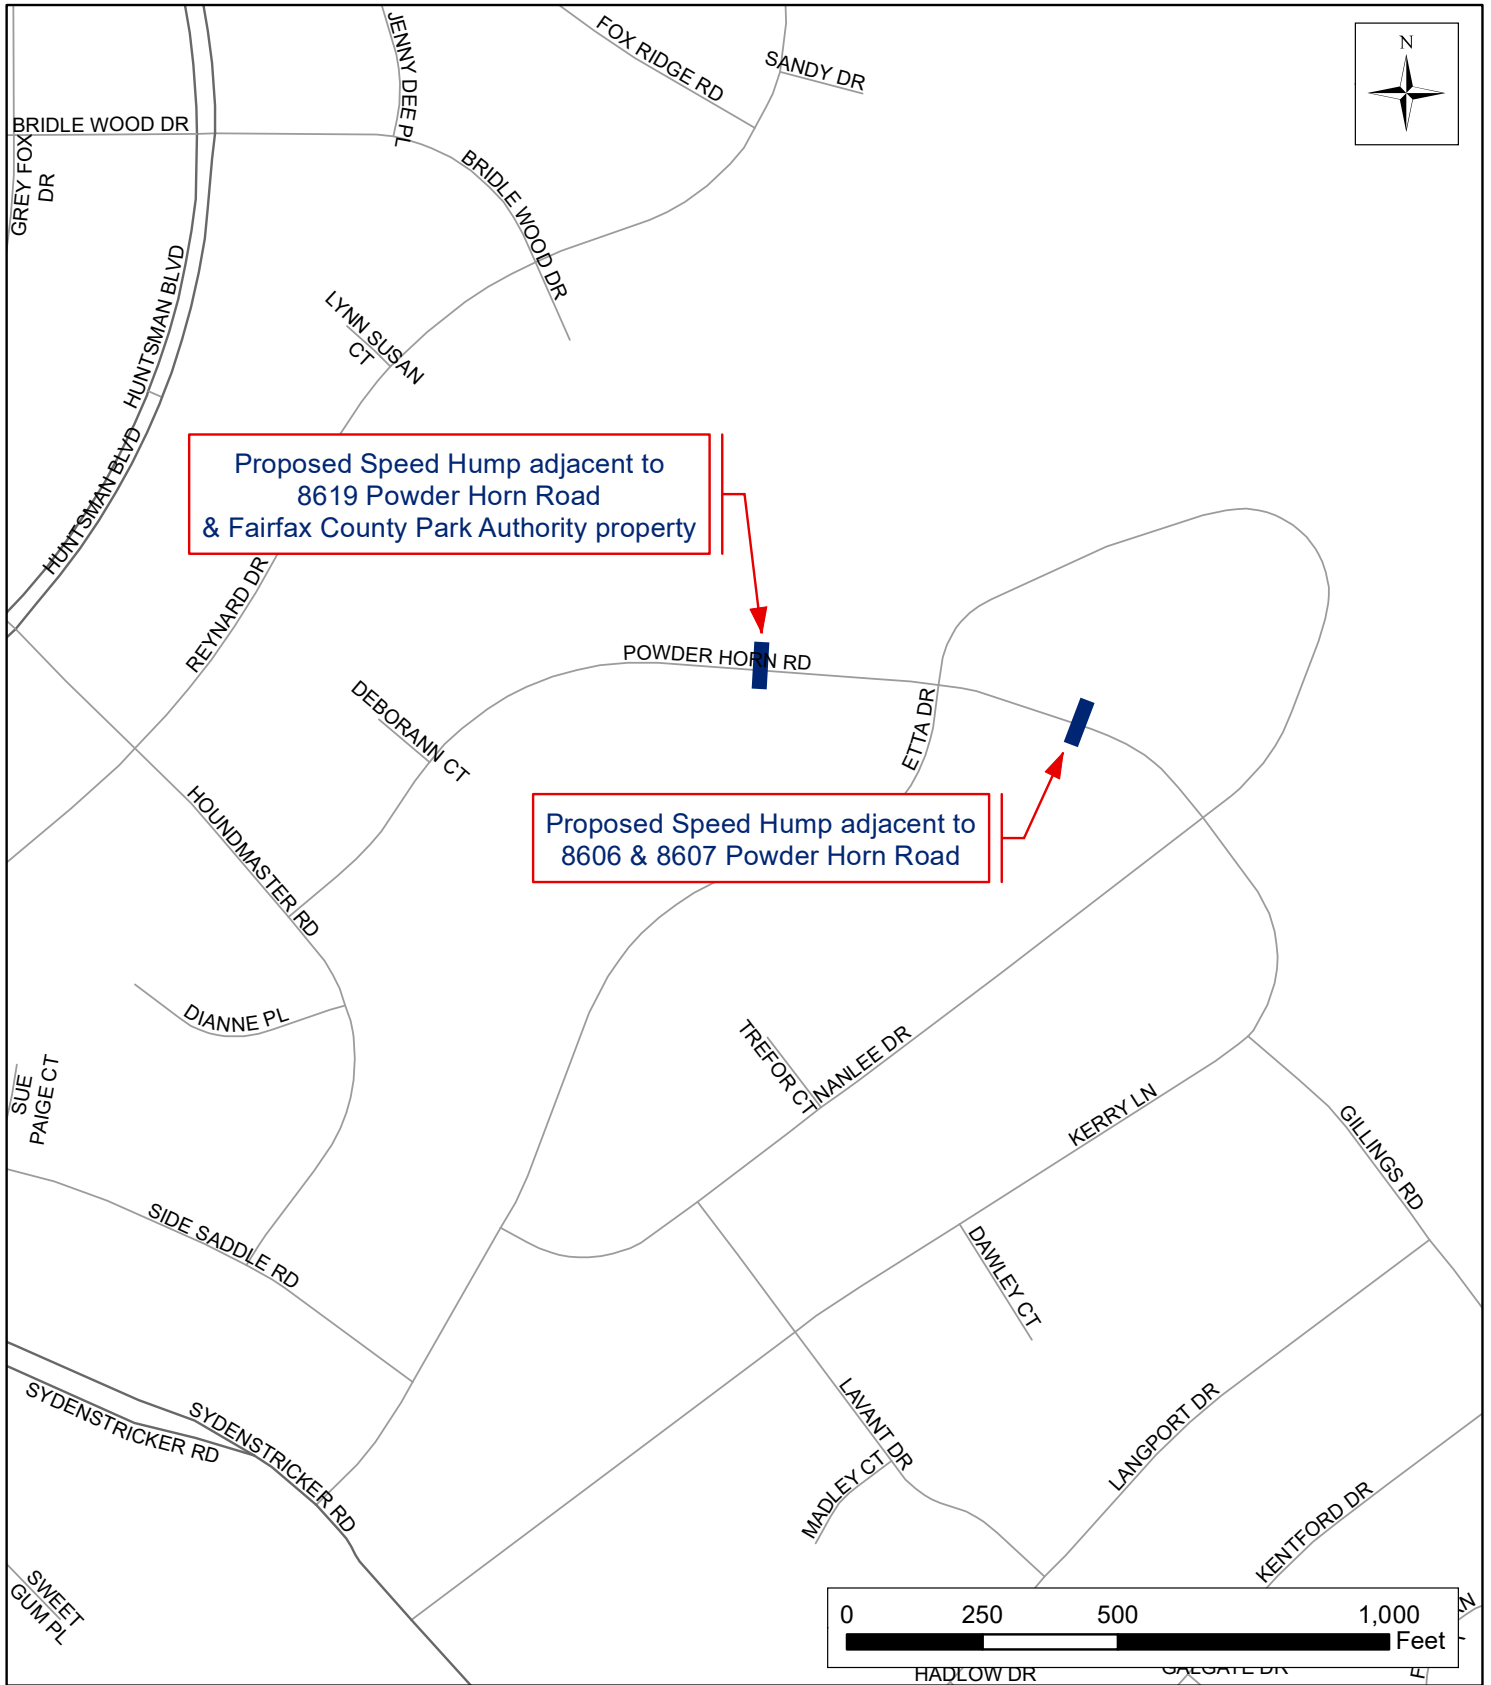 JENNY DEE PL
FOX RIDGE RD
SANDY DR
N
BRIDLE WOOD DR
GREY FOX
DR
BRIDLE WOOD DR
HUNTSMAN BLVD
LYNN SUSAN
CT
HUNTSMAN BLVD
Proposed Speed Hump adjacent to
8619 Powder Horn Road
& Fairfax County Park Authority property
REYNARD DR
POWDER HORN RD
DEBORANN CT
ETTA DR
HOUNDMASTER RD
Proposed Speed Hump adjacent to
8606 & 8607 Powder Horn Road
DIANNE PL
TREFOR CT
NANLEE DR
SUE
PAIGE CT
KERRY LN
GILLINGS RD
SIDE SADDLE RD
DAWLEY CT
SYDENSTRICKER RD
SYDENSTRICKER RD
LAVANT DR
LANGPORT DR
MADLEY CT
KENTFORD DR
SWEET
GUM PL
0 250 500 1,000
Feet
HADLOW DR
GALGATE DR